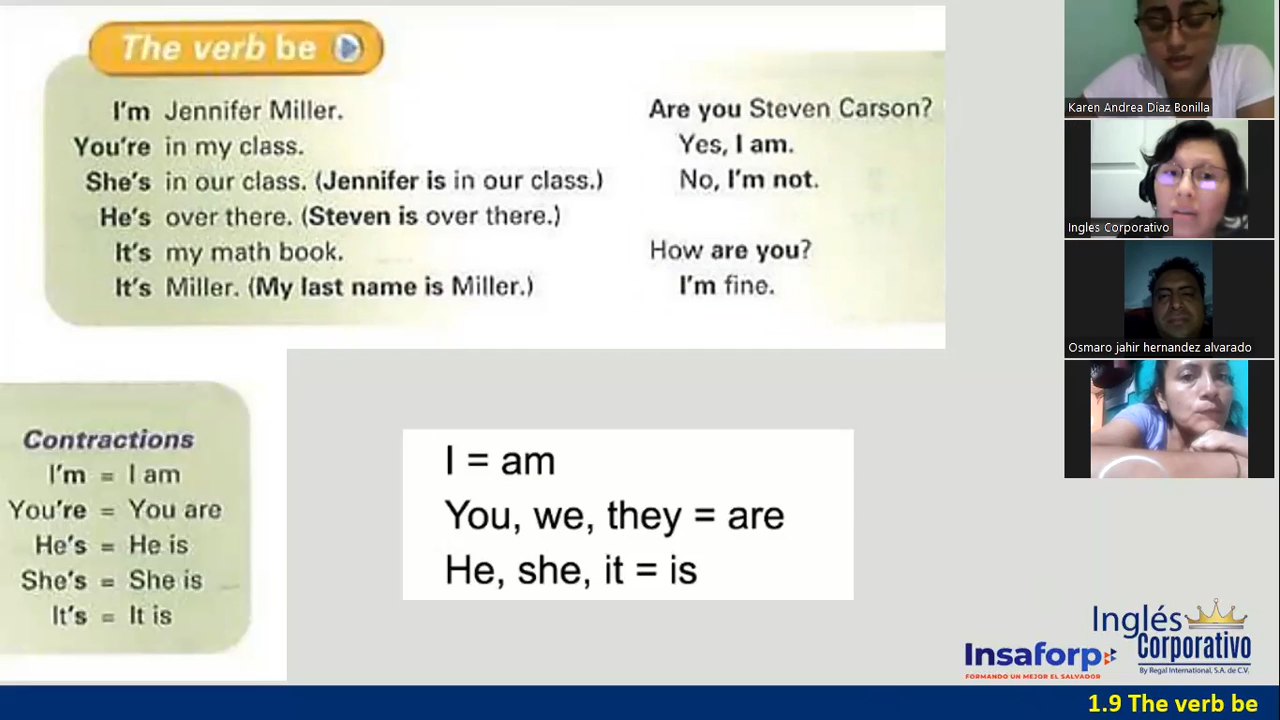 The verb be
I'm Jennifer Miller.
You're in my class.
She's in our class. (Jennifer is in our class.)
He's over there. (Steven is over there.)
It's my math book.
It's Miller. (My last name is Miller.)
Are you Steven Carson?
Yes, I am.
No, I'm not.
How are you?
I'm fine.
Contractions
I'm = I am
You're = You are
He's = He is
She's = She is
It's = It is
I = am
You, we, they = are
He, she, it = is
Karen Andrea Diaz Bonilla
Ingles Corporativo
Osmaro jahir hernandez alvarado
Insaforp
FORMANDO UN MEJOR EL SALVADOR
Inglés
Corporativo
By Regal International, S.A. de C.V.
1.9 The verb be